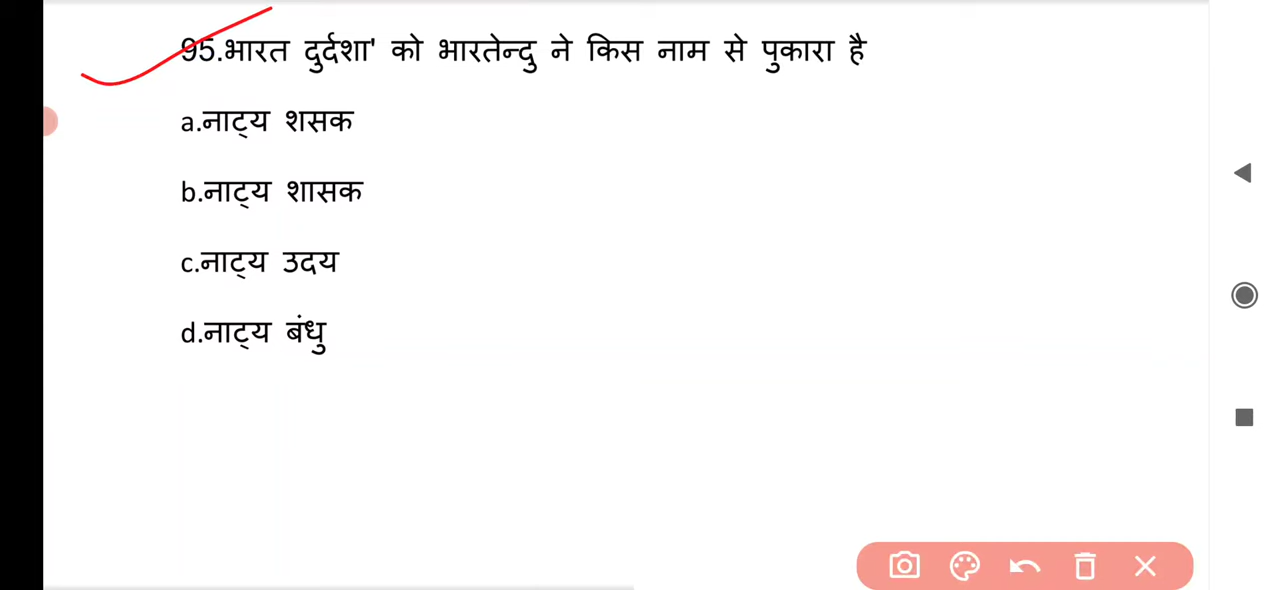 95.भारत दुर्दशा' को भारतेन्दु ने किस नाम से पुकारा है
a.नाट्य शसक
b.नाट्य शासक
c.नाट्य उदय
d.नाट्य बंधु